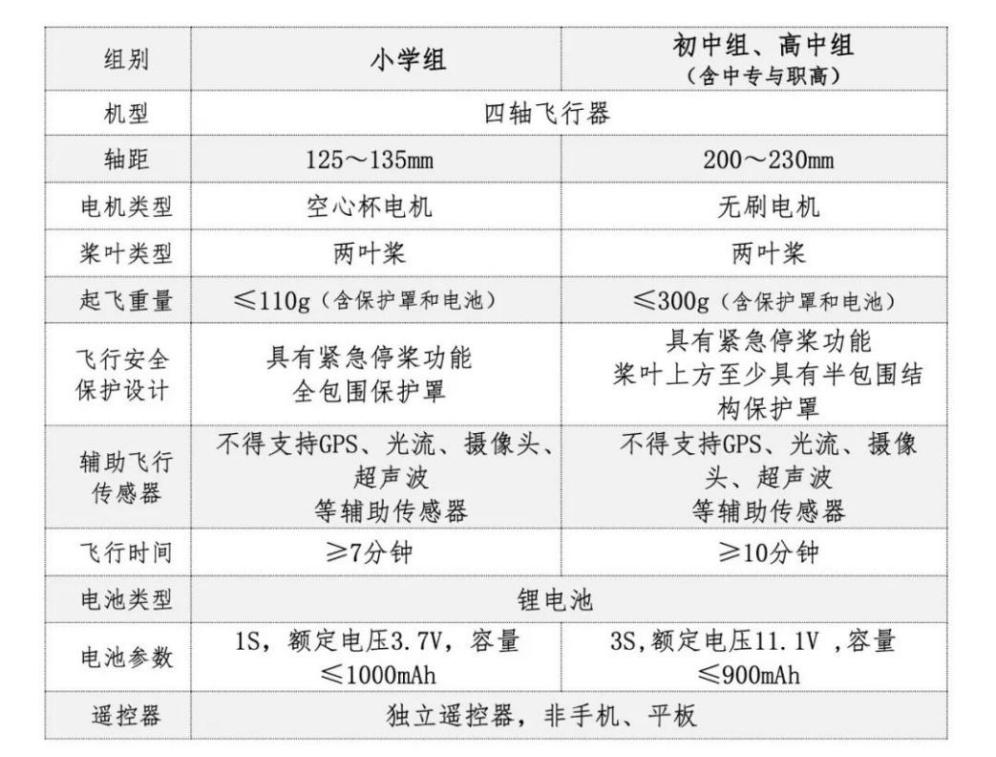 组别 小学组 初中组、高中组
（含中专与职高）
机型 四轴飞行器
轴距 125～135mm 200～230mm
电机类型 空心杯电机 无刷电机
桨叶类型 两叶桨 两叶桨
起飞重量 ≤110g（含保护罩和电池） ≤300g（含保护罩和电池）
飞行安全
保护设计
具有紧急停桨功能
全包围保护罩
具有紧急停桨功能
桨叶上方至少具有半包围结
构保护罩
辅助飞行
传感器
不得支持GPS、光流、摄像头、
超声波
等辅助传感器
不得支持GPS、光流、摄像
头、超声波
等辅助传感器
飞行时间 ≥7分钟 ≥10分钟
电池类型 锂电池
电池参数
1S，额定电压3.7V，容量
≤1000mAh
3S,额定电压11.1V ,容量
≤900mAh
遥控器 独立遥控器，非手机、平板